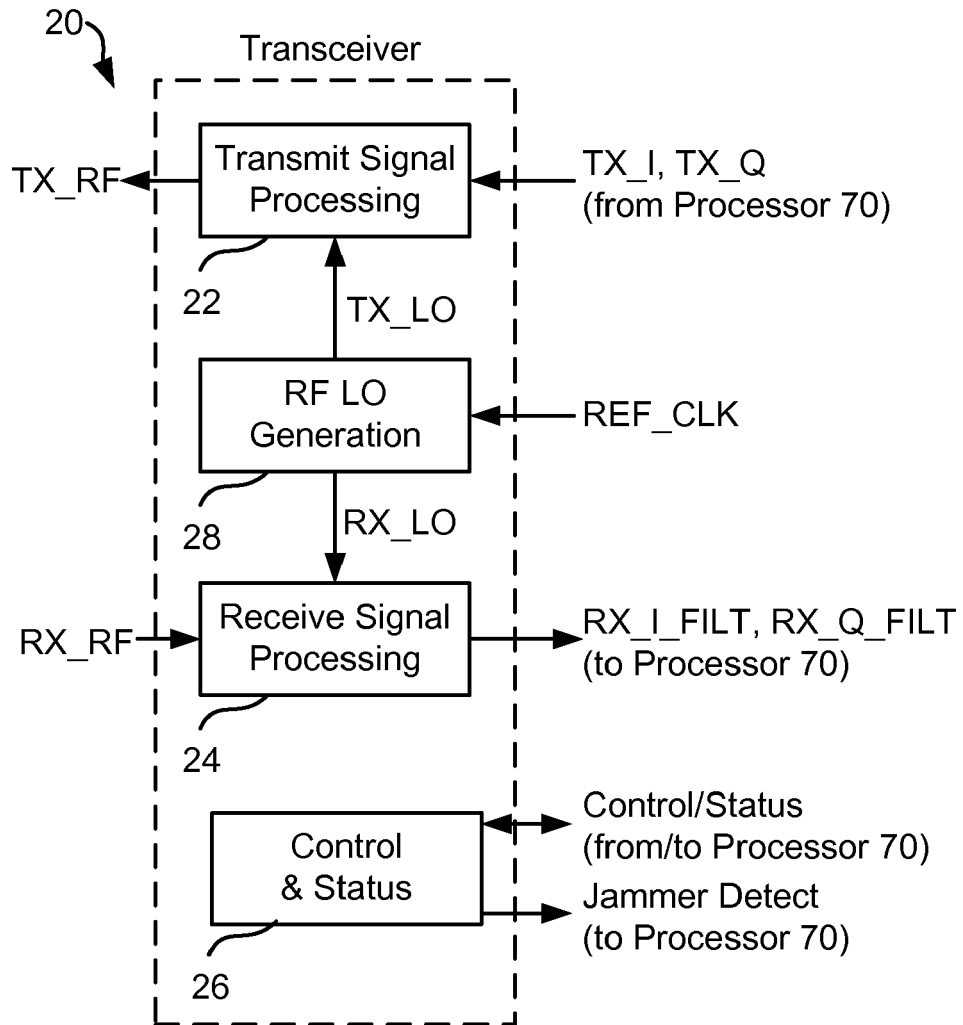 20
Transceiver
Transmit Signal
Processing
TX_RF
TX_I, TX_Q
(from Processor 70)
22
TX_LO
RF LO
Generation
REF_CLK
28
RX_LO
Receive Signal
Processing
RX_RF
RX_I_FILT, RX_Q_FILT
(to Processor 70)
24
Control
& Status
Control/Status
(from/to Processor 70)
Jammer Detect
(to Processor 70)
26